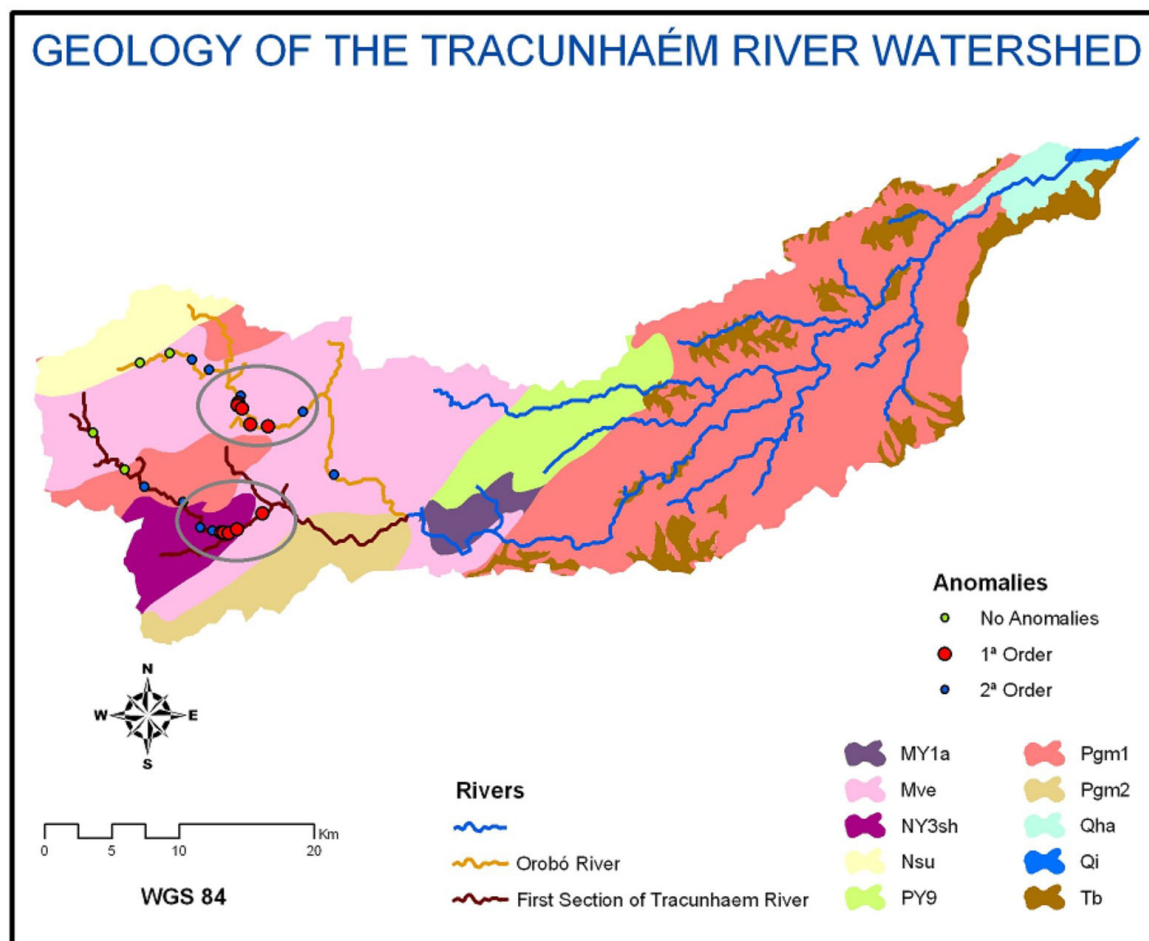 GEOLOGY OF THE TRACUNHAÉM RIVER WATERSHED
Anomalies
No Anomalies
1ª Order
2ª Order
N
W E
S
MY1a
Mve
NY3sh
Nsu
PY9
Pgm1
Pgm2
Qha
Qi
Tb
Rivers
Orobó River
First Section of Tracunhaem River
Km
0 5 10 20
WGS 84